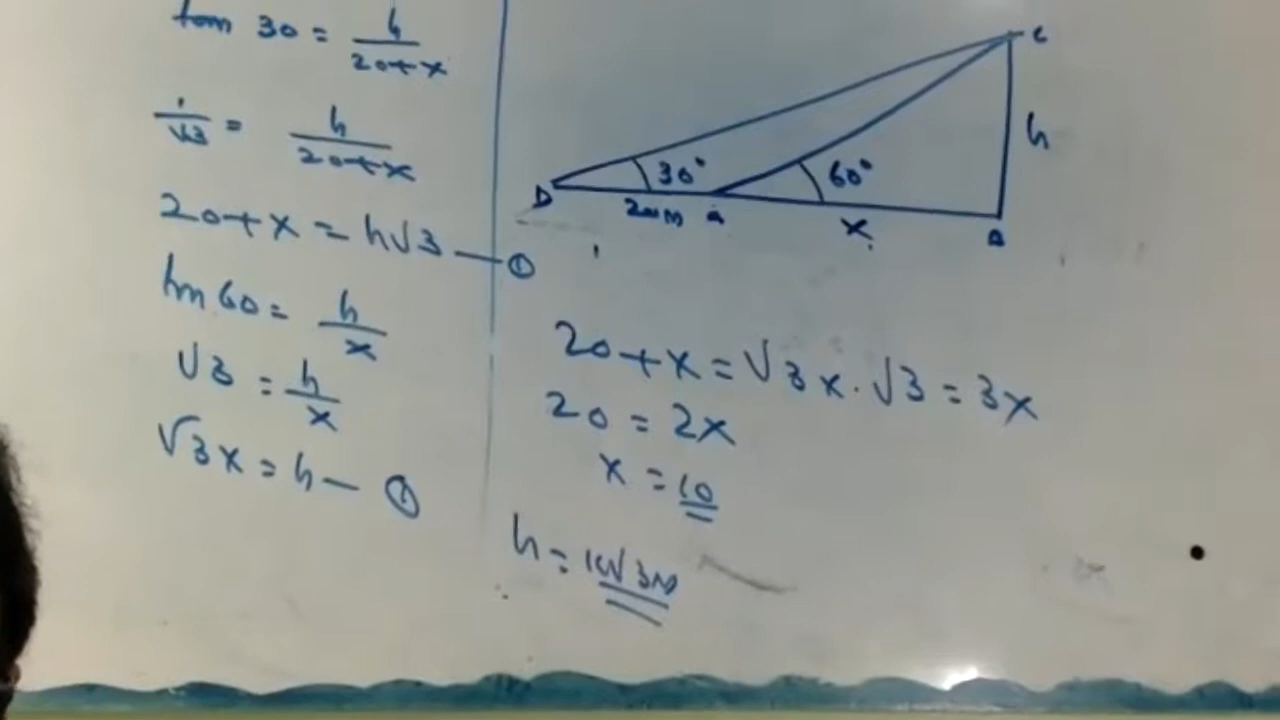 tan 30 = h/20+x
1/√3 = h/20+x
20+x = h√3 — ①
tan 60 = h/x
√3 = h/x
√3x = h — ①
C
h
30°
60°
D
20m
A
x
B
20+x = √3x·√3 = 3x
20 = 2x
x = 10
h = 10√3m